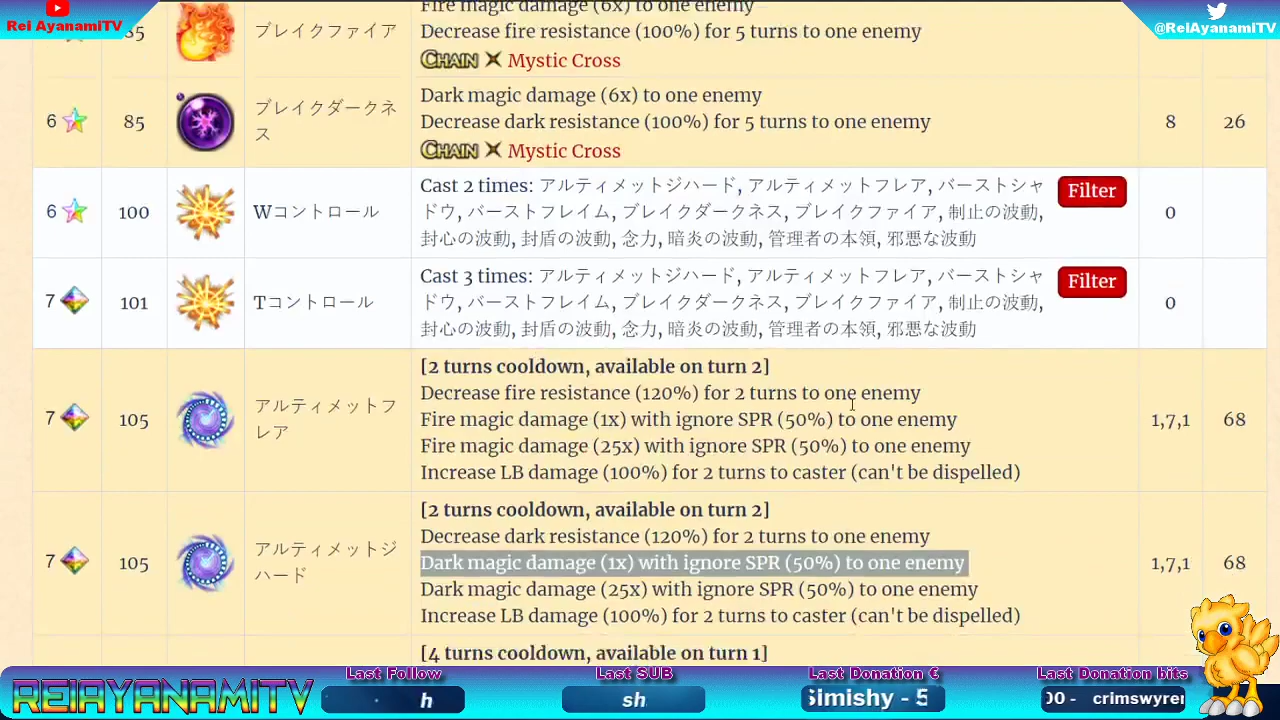 Rei AyanamiTV
@ReiAyanamiTV
Fire magic damage (6x) to one enemy
85
ブレイクファイア
Decrease fire resistance (100%) for 5 turns to one enemy
CHAIN Mystic Cross
6
85
ブレイクダークネ
ス
Dark magic damage (6x) to one enemy
Decrease dark resistance (100%) for 5 turns to one enemy
CHAIN Mystic Cross
8
26
6
100
Wコントロール
Cast 2 times: アルティメットジハード, アルティメットフレア, バーストシャ
ドウ, バーストフレイム, ブレイクダークネス, ブレイクファイア, 制止の波動,
封心の波動, 封盾の波動, 念力, 暗炎の波動, 管理者の本領, 邪悪な波動
Filter
0
7
101
Tコントロール
Cast 3 times: アルティメットジハード, アルティメットフレア, バーストシャ
ドウ, バーストフレイム, ブレイクダークネス, ブレイクファイア, 制止の波動,
封心の波動, 封盾の波動, 念力, 暗炎の波動, 管理者の本領, 邪悪な波動
Filter
0
7
105
アルティメットフ
レア
[2 turns cooldown, available on turn 2]
Decrease fire resistance (120%) for 2 turns to one enemy
Fire magic damage (1x) with ignore SPR (50%) to one enemy
Fire magic damage (25x) with ignore SPR (50%) to one enemy
Increase LB damage (100%) for 2 turns to caster (can't be dispelled)
1,7,1
68
7
105
アルティメットジ
ハード
[2 turns cooldown, available on turn 2]
Decrease dark resistance (120%) for 2 turns to one enemy
Dark magic damage (1x) with ignore SPR (50%) to one enemy
Dark magic damage (25x) with ignore SPR (50%) to one enemy
Increase LB damage (100%) for 2 turns to caster (can't be dispelled)
1,7,1
68
[4 turns cooldown, available on turn 1]
REIAYANAMITV
Last Follow
h
Last SUB
sh
Last Donation €
Simishy - 5
Last Donation bits
00 - crimswyre